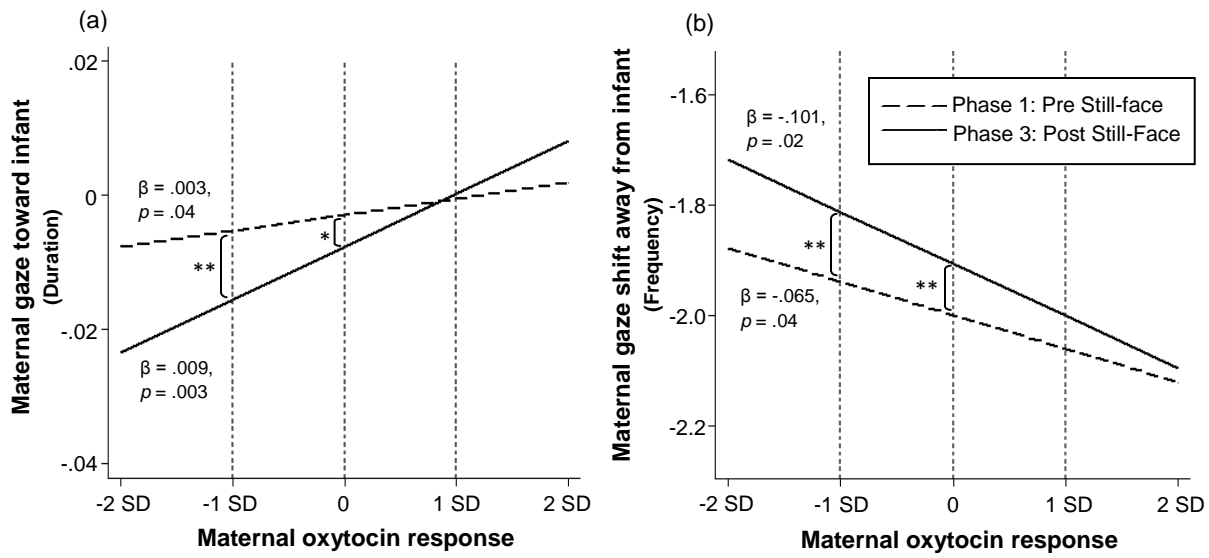 (a)
Maternal gaze toward infant
(Duration)
.02
0
-.02
-.04
β = .003,
p = .04
**
*
β = .009,
p = .003
-2 SD
-1 SD
0
1 SD
2 SD
Maternal oxytocin response
(b)
Maternal gaze shift away from infant
(Frequency)
-1.6
-1.8
-2.0
-2.2
Phase 1: Pre Still-face
Phase 3: Post Still-Face
β = -.101,
p = .02
**
**
β = -.065,
p = .04
-2 SD
-1 SD
0
1 SD
2 SD
Maternal oxytocin response